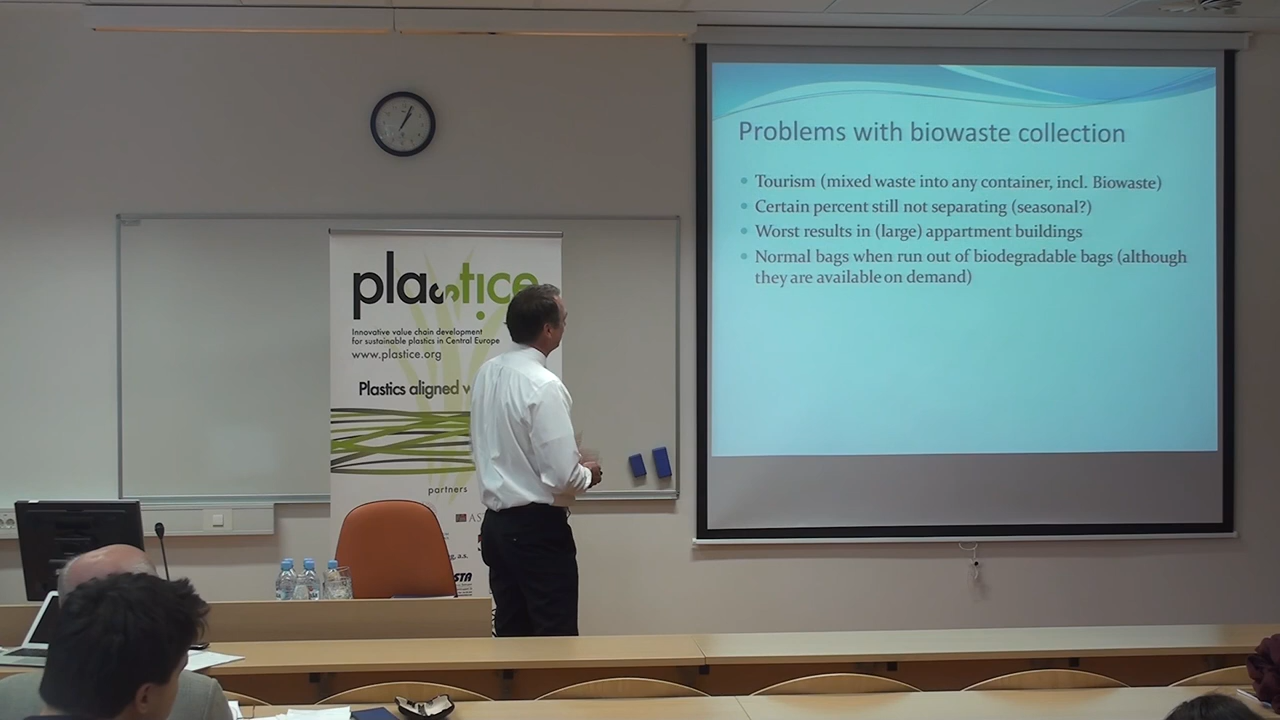 Problems with biowaste collection
Tourism (mixed waste into any container, incl. Biowaste)
Certain percent still not separating (seasonal?)
Worst results in (large) appartment buildings
Normal bags when run out of biodegradable bags (although
they are available on demand)
plastice
Innovative value chain development
for sustainable plastics in Central Europe
www.plastice.org
Plastics aligned
partners